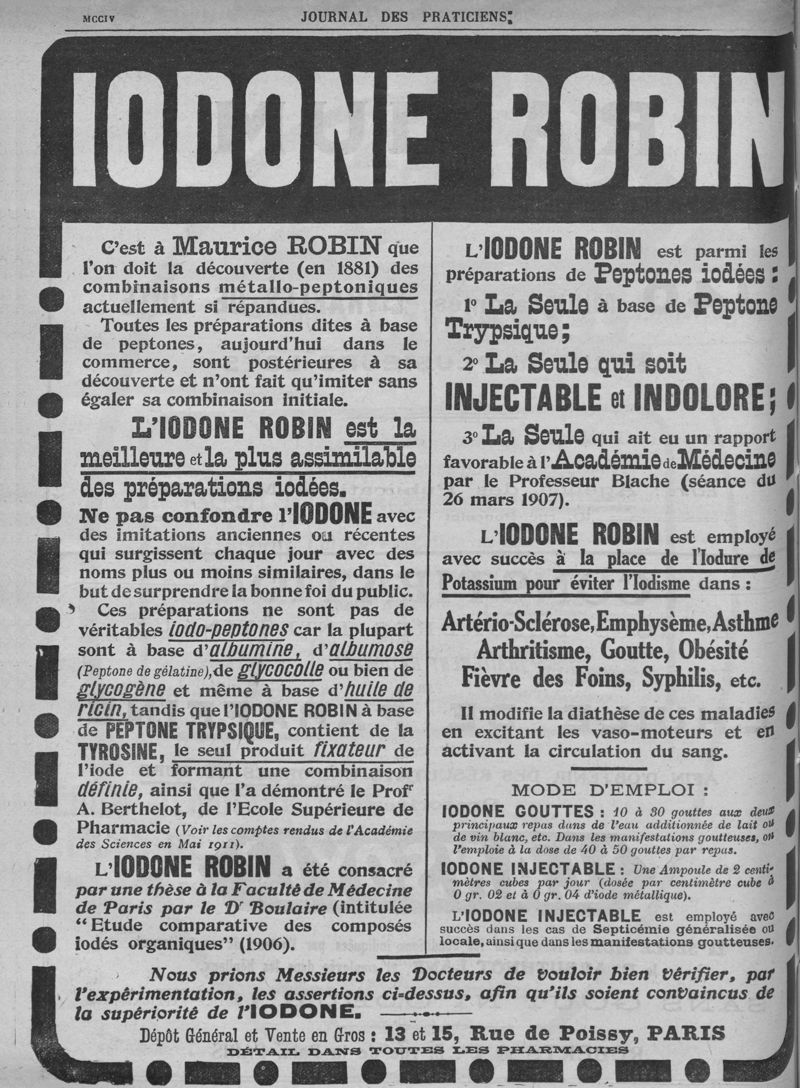 MCCIV
JOURNAL DES PRATICIENS;
IODONE ROBIN
C'est à Maurice ROBIN que
l'on doit la découverte (en 1881) des
combinaisons métallo-peptoniques
actuellement si répandues.
Toutes les préparations dites à base
de peptones, aujourd'hui dans le
commerce, sont postérieures à sa
découverte et n'ont fait qu'imiter sans
égaler sa combinaison initiale.
L'IODONE ROBIN est la
meilleure et la plus assimilable
des préparations iodées.
Ne pas confondre l'IODONE avec
des imitations anciennes ou récentes
qui surgissent chaque jour avec des
noms plus ou moins similaires, dans le
but de surprendre la bonne foi du public.
Ces préparations ne sont pas de
véritables iodo-peptones car la plupart
sont à base d'albumine, d'albumose
(Peptone de gélatine), de glycocolle ou bien de
glycogène et même à base d'huile de
ricin, tandis que l'IODONE ROBIN à base
de PEPTONE TRYPSIQUE, contient de la
TYROSINE, le seul produit fixateur de
l'iode et formant une combinaison
définie, ainsi que l'a démontré le Profr
A. Berthelot, de l'Ecole Supérieure de
Pharmacie (Voir les comptes rendus de l'Académie
des Sciences en Mai 1911).
L'IODONE ROBIN a été consacré
par une thèse à la Faculté de Médecine
de Paris par le Dr Boulaire (intitulée
"Etude comparative des composés
iodés organiques" (1906).
L'IODONE ROBIN est parmi les
préparations de Peptones iodées :
1º La Seule à base de Peptone
Trypsique;
2º La Seule qui soit
INJECTABLE et INDOLORE;
3º La Seule qui ait eu un rapport
favorable à l'Académie de Médecine
par le Professeur Blache (séance du
26 mars 1907).
L'IODONE ROBIN est employé
avec succès à la place de l'Iodure de
Potassium pour éviter l'Iodisme dans :
Artério-Sclérose, Emphysème, Asthme
Arthritisme, Goutte, Obésité
Fièvre des Foins, Syphilis, etc.
Il modifie la diathèse de ces maladies
en excitant les vaso-moteurs et en
activant la circulation du sang.
MODE D'EMPLOI :
IODONE GOUTTES : 10 à 30 gouttes aux deux
principaux repas dans de l'eau additionnée de lait ou
de vin blanc, etc. Dans les manifestations goutteuses, on
l'emploie à la dose de 40 à 50 gouttes par repas.
IODONE INJECTABLE : Une Ampoule de 2 centi-
mètres cubes par jour (dosée par centimètre cube à
0 gr. 02 et à 0 gr. 04 d'iode métallique).
L'IODONE INJECTABLE est employé avec
succès dans les cas de Septicémie généralisée ou
locale, ainsi que dans les manifestations goutteuses.
Nous prions Messieurs les Docteurs de vouloir bien vérifier, par
l'expérimentation, les assertions ci-dessus, afin qu'ils soient convaincus de
la supériorité de l'IODONE.
Dépôt Général et Vente en Gros : 13 et 15, Rue de Poissy, PARIS
DÉTAIL DANS TOUTES LES PHARMACIES